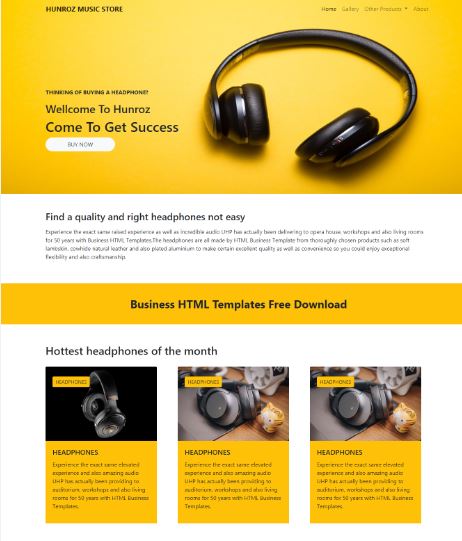 HUNROZ MUSIC STORE
Home Gallery Other Products About
THINKING OF BUYING A HEADPHONE?
Wellcome To Hunroz
Come To Get Success
BUY NOW
Find a quality and right headphones not easy
Experience the exact same raised experience as well as incredible audio UHP has actually been delivering to opera house, workshops and also living rooms
for 50 years with Business HTML Templates.The headphones are all made by HTML Business Template from thoroughly chosen products such as soft
lambskin, cowhide natural leather and also plated aluminium to make certain excellent quality as well as convenience so you could enjoy exceptional
flexibility and also craftsmanship.
Business HTML Templates Free Download
Hottest headphones of the month
HEADPHONES
HEADPHONES
HEADPHONES
HEADPHONES
Experience the exact same elevated
experience and also amazing audio
UHP has actually been providing to
auditorium, workshops and also living
rooms for 50 years with HTML Business
Templates.
HEADPHONES
Experience the exact same elevated
experience and also amazing audio
UHP has actually been providing to
auditorium, workshops and also living
rooms for 50 years with HTML Business
Templates.
HEADPHONES
Experience the exact same elevated
experience and also amazing audio
UHP has actually been providing to
auditorium, workshops and also living
rooms for 50 years with HTML Business
Templates.